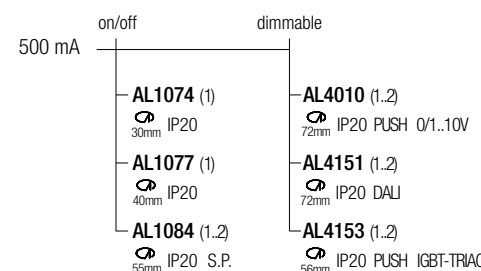 on/off dimmable
500 mA
AL1074 (1) AL4010 (1..2)
30mm IP20 72mm IP20 PUSH 0/1..10V
AL1077 (1) AL4151 (1..2)
40mm IP20 72mm IP20 DALI
AL1084 (1..2) AL4153 (1..2)
55mm IP20 S.P. 56mm IP20 PUSH IGBT-TRIAC